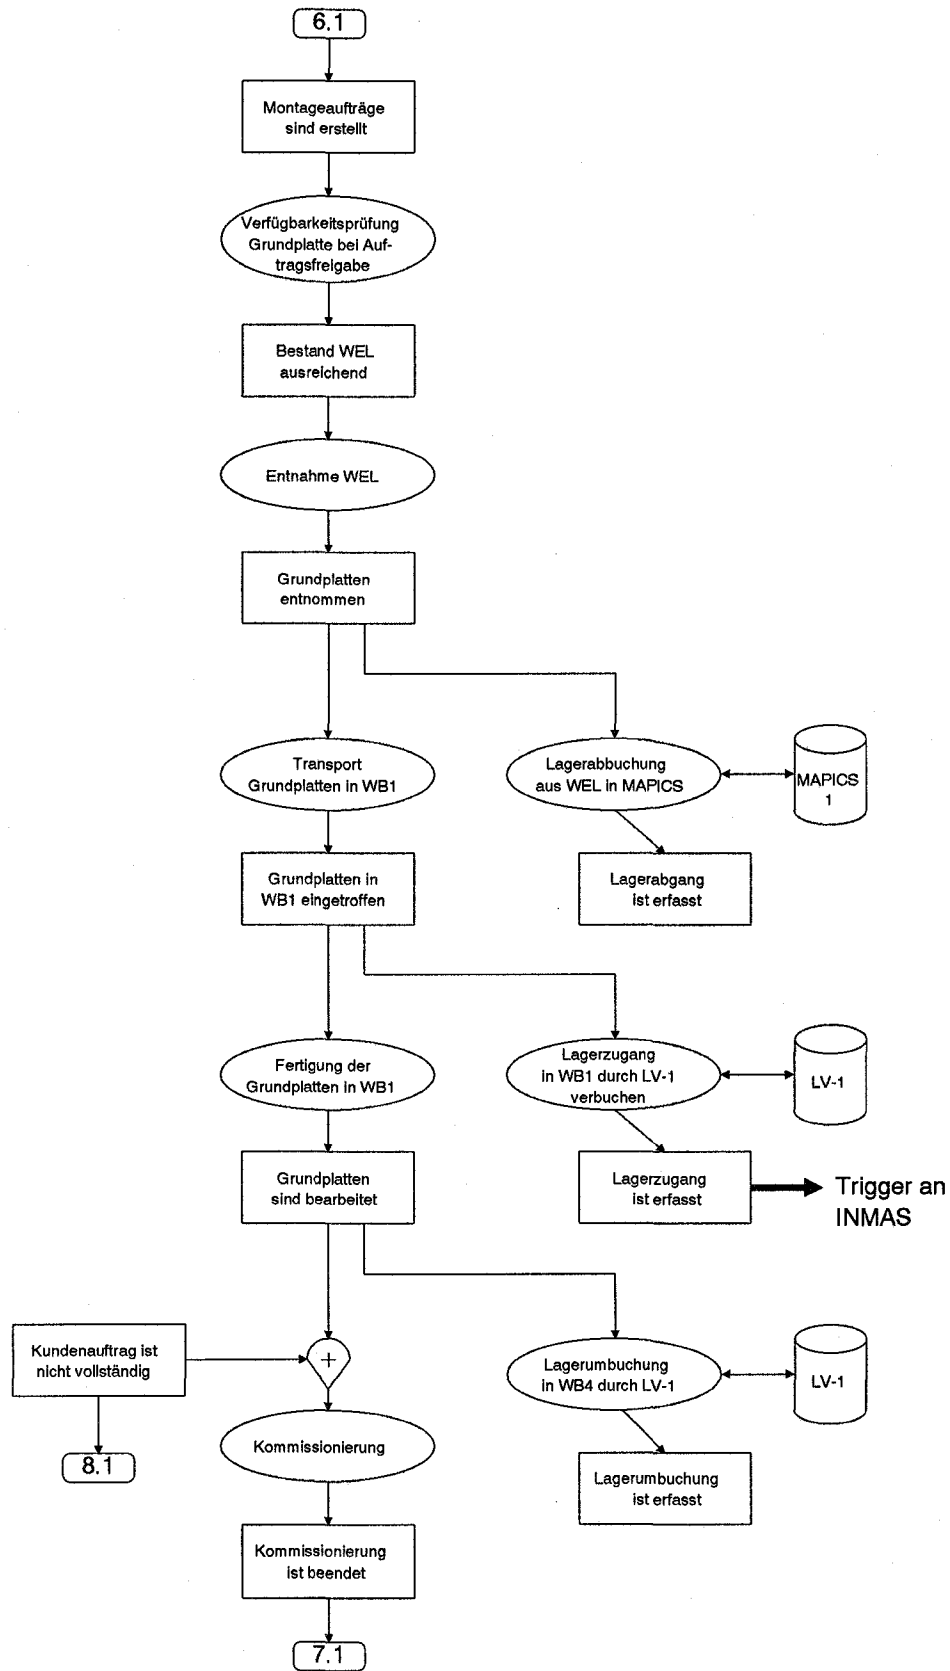 6.1
Montageaufträge
sind erstellt
Verfügbarkeitsprüfung
Grundplatte bei Auf-
tragsfreigabe
Bestand WEL
ausreichend
Entnahme WEL
Grundplatten
entnommen
Transport
Grundplatten in WB1
Lagerabbuchung
aus WEL in MAPICS
MAPICS
1
Grundplatten in
WB1 eingetroffen
Lagerabgang
ist erfasst
Fertigung der
Grundplatten in WB1
Lagerzugang
in WB1 durch LV-1
verbuchen
LV-1
Grundplatten
sind bearbeitet
Lagerzugang
ist erfasst
Trigger an
INMAS
Kundenauftrag ist
nicht vollständig
+
Lagerumbuchung
in WB4 durch LV-1
LV-1
8.1
Kommissionierung
Lagerumbuchung
ist erfasst
Kommissionierung
ist beendet
7.1